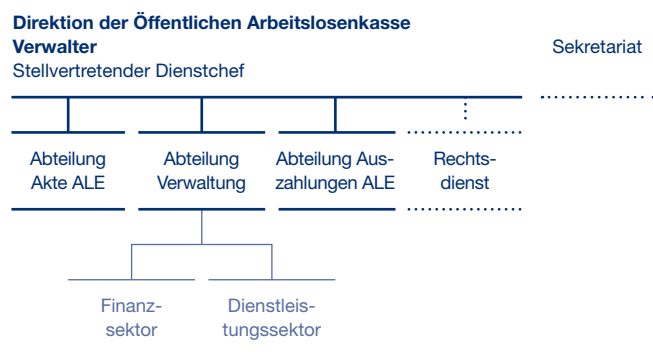 Direktion der Öffentlichen Arbeitslosenkasse
Verwalter
Stellvertretender Dienstchef
Sekretariat
Abteilung
Akte ALE
Abteilung
Verwaltung
Abteilung Aus-
zahlungen ALE
Rechts-
dienst
Finanz-
sektor
Dienstleis-
tungssektor